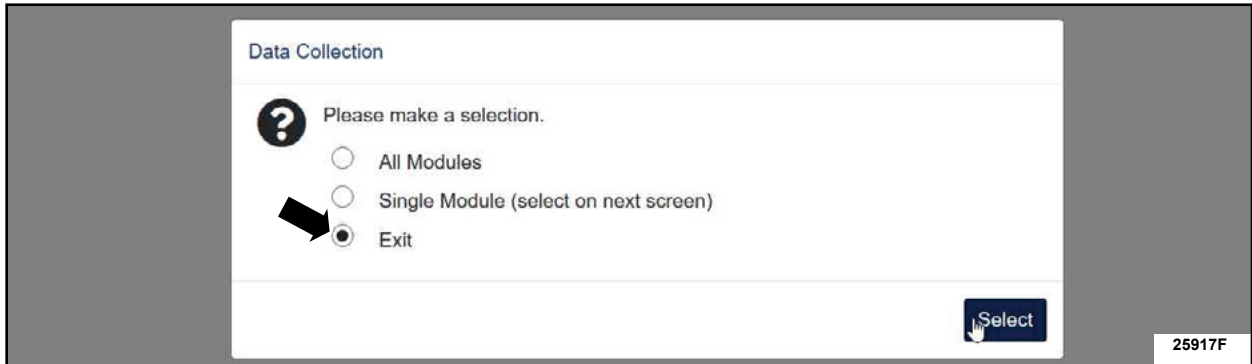 Data Collection
Please make a selection.
All Modules
Single Module (select on next screen)
Exit
Select
25917F